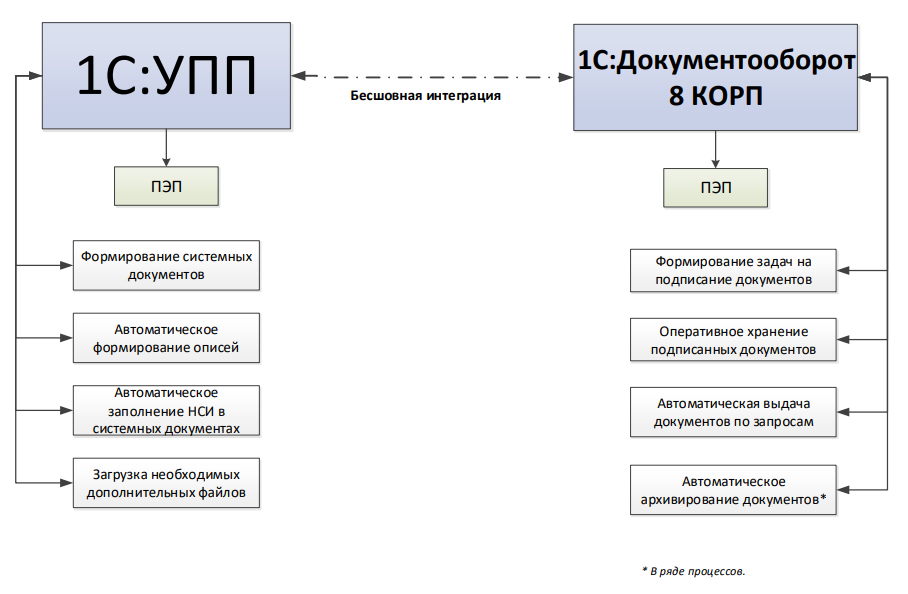 1С:УПП
Бесшовная интеграция
1С:Документооборот
8 КОРП
ПЭП
ПЭП
Формирование системных
документов
Автоматическое
формирование описей
Автоматическое
заполнение НСИ в
системных документах
Загрузка необходимых
дополнительных файлов
Формирование задач на
подписание документов
Оперативное хранение
подписанных документов
Автоматическая выдача
документов по запросам
Автоматическое
архивирование документов*
* В ряде процессов.